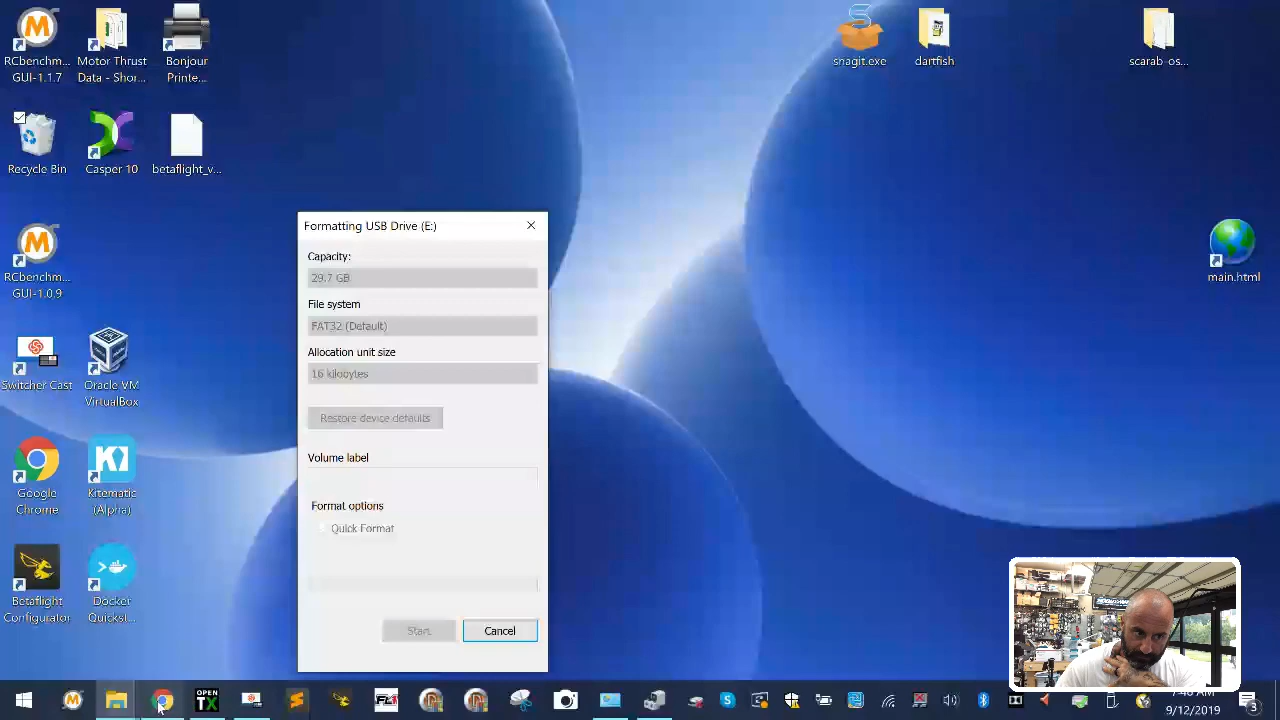 RCbenchm...
GUI-1.1.7
Motor Thrust
Data - Shor...
Bonjour
Printe...
snagit.exe
dartfish
scarab-os...
Recycle Bin
Casper 10
betaflight_v...
RCbenchm...
GUI-1.0.9
main.html
Switcher Cast
Oracle VM
VirtualBox
Google
Chrome
Kitematic
(Alpha)
Betaflight
Configurator
Docker
Quickst...
Formatting USB Drive (E:)
Capacity:
29.7 GB
File system
FAT32 (Default)
Allocation unit size
16 kilobytes
Restore device defaults
Volume label
Format options
Quick Format
Start
Cancel
OPEN
TX
9/12/2019
3